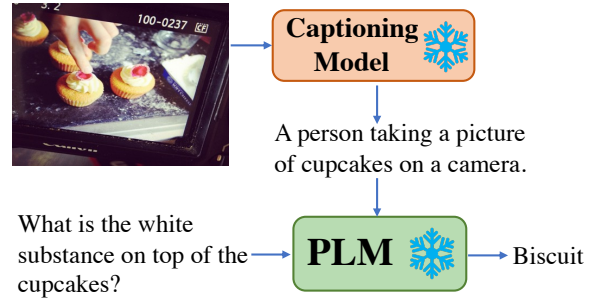 3. 2
100-0237 CF
Captioning
Model
A person taking a picture
of cupcakes on a camera.
What is the white
substance on top of the
cupcakes?
PLM
Biscuit